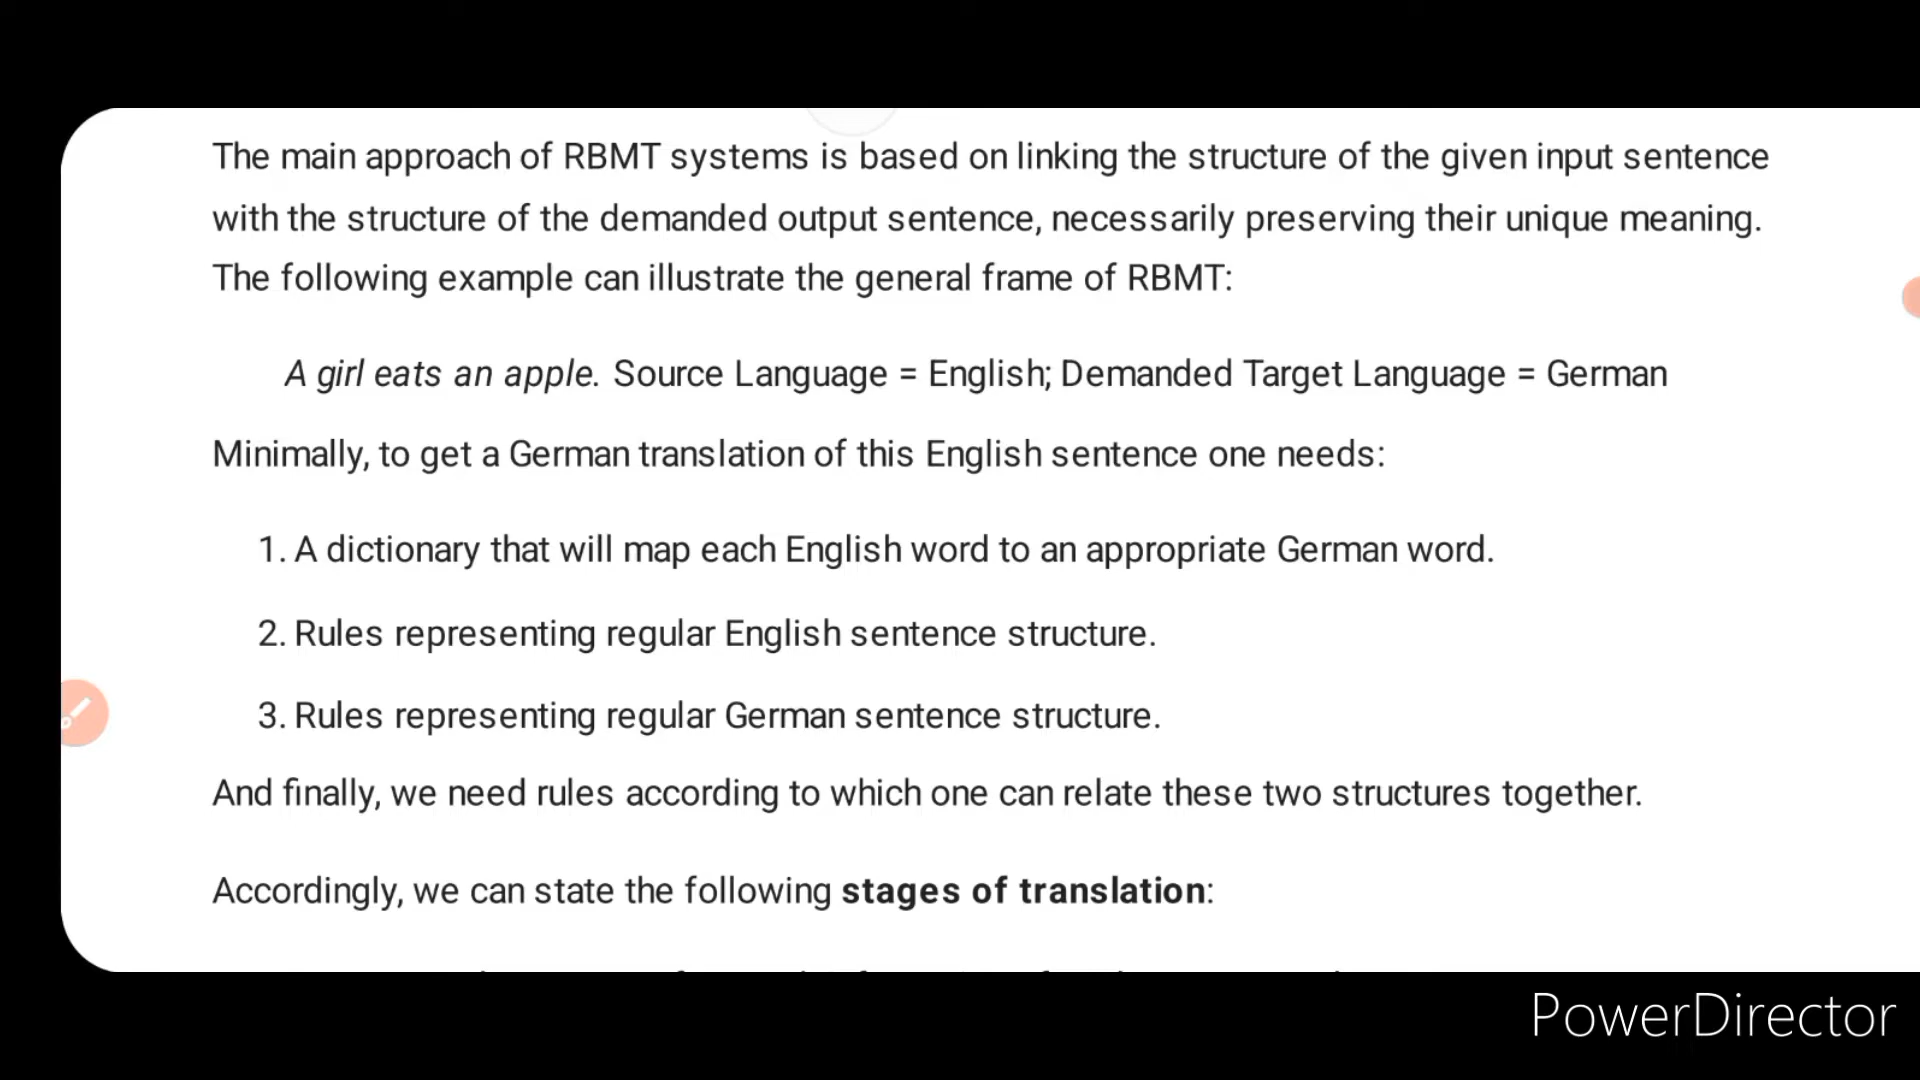 The main approach of RBMT systems is based on linking the structure of the given input sentence
with the structure of the demanded output sentence, necessarily preserving their unique meaning.
The following example can illustrate the general frame of RBMT:
A girl eats an apple. Source Language = English; Demanded Target Language = German
Minimally, to get a German translation of this English sentence one needs:
1. A dictionary that will map each English word to an appropriate German word.
2. Rules representing regular English sentence structure.
3. Rules representing regular German sentence structure.
And finally, we need rules according to which one can relate these two structures together.
Accordingly, we can state the following stages of translation:
PowerDirector